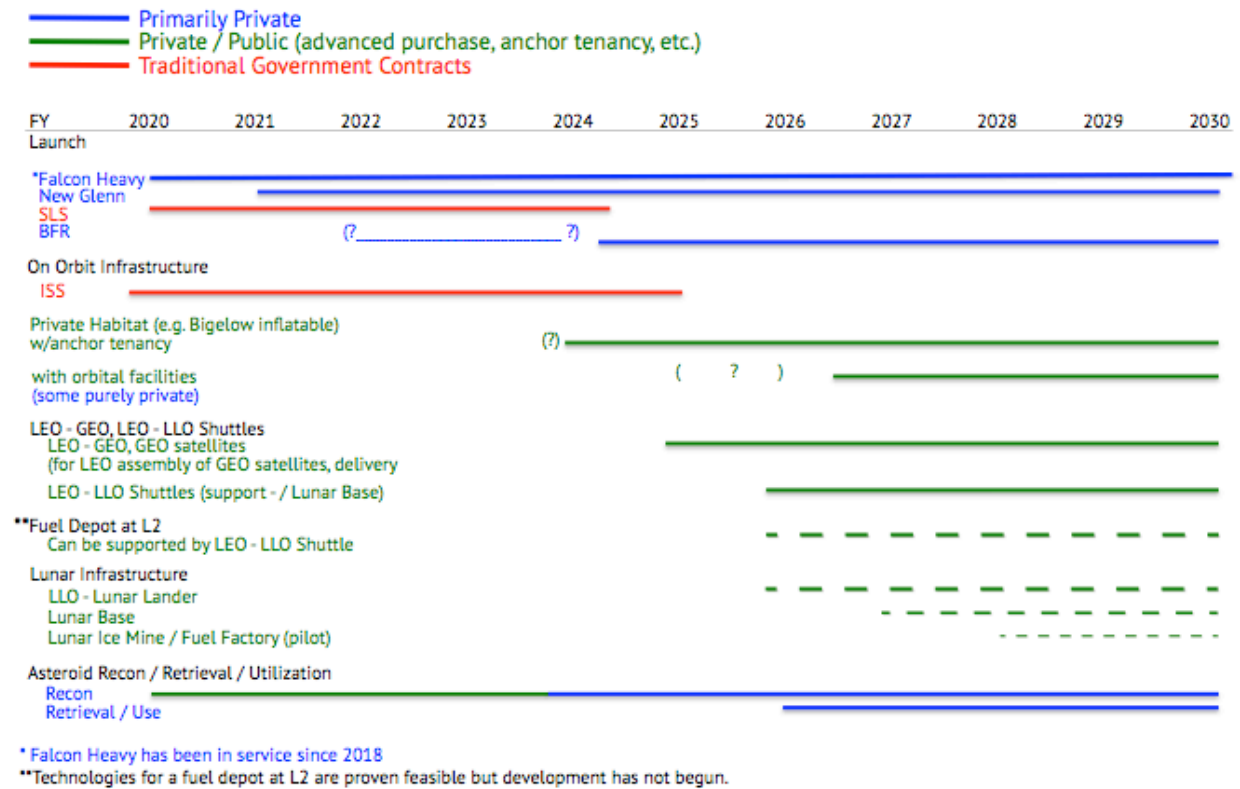 Primarily Private
Private / Public (advanced purchase, anchor tenancy, etc.)
Traditional Government Contracts
FY 2020 2021 2022 2023 2024 2025 2026 2027 2028 2029 2030
Launch
*Falcon Heavy
New Glenn
SLS
BFR (?__________________________ ?)
On Orbit Infrastructure
ISS
Private Habitat (e.g. Bigelow inflatable)
w/anchor tenancy (?)
with orbital facilities ( ? )
(some purely private)
LEO - GEO, LEO - LLO Shuttles
LEO - GEO, GEO satellites
(for LEO assembly of GEO satellites, delivery
LEO - LLO Shuttles (support - / Lunar Base)
**Fuel Depot at L2
Can be supported by LEO - LLO Shuttle
Lunar Infrastructure
LLO - Lunar Lander
Lunar Base
Lunar Ice Mine / Fuel Factory (pilot)
Asteroid Recon / Retrieval / Utilization
Recon
Retrieval / Use
* Falcon Heavy has been in service since 2018
**Technologies for a fuel depot at L2 are proven feasible but development has not begun.